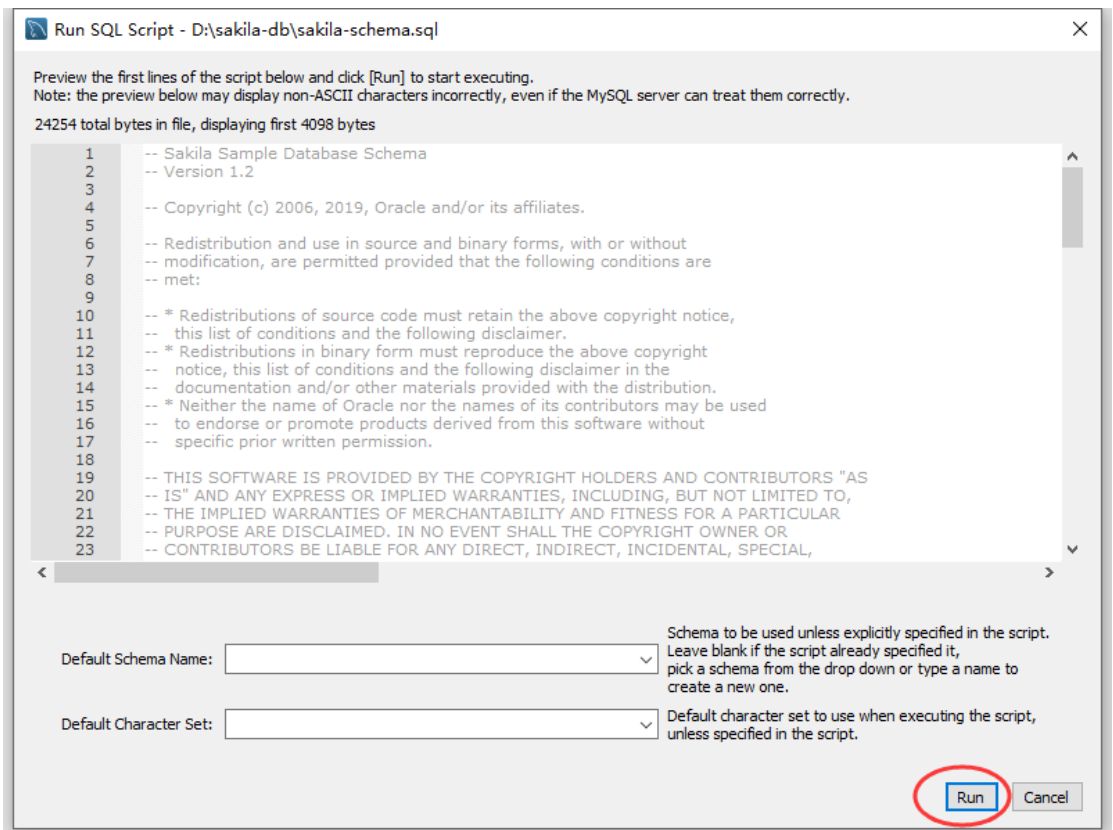 Run SQL Script - D:\sakila-db\sakila-schema.sql
Preview the first lines of the script below and click [Run] to start executing.
Note: the preview below may display non-ASCII characters incorrectly, even if the MySQL server can treat them correctly.
24254 total bytes in file, displaying first 4098 bytes
1 -- Sakila Sample Database Schema
2 -- Version 1.2
3
4 -- Copyright (c) 2006, 2019, Oracle and/or its affiliates.
5
6 -- Redistribution and use in source and binary forms, with or without
7 -- modification, are permitted provided that the following conditions are
8 -- met:
9
10 -- * Redistributions of source code must retain the above copyright notice,
11 -- this list of conditions and the following disclaimer.
12 -- * Redistributions in binary form must reproduce the above copyright
13 -- notice, this list of conditions and the following disclaimer in the
14 -- documentation and/or other materials provided with the distribution.
15 -- * Neither the name of Oracle nor the names of its contributors may be used
16 -- to endorse or promote products derived from this software without
17 -- specific prior written permission.
18
19 -- THIS SOFTWARE IS PROVIDED BY THE COPYRIGHT HOLDERS AND CONTRIBUTORS "AS
20 -- IS" AND ANY EXPRESS OR IMPLIED WARRANTIES, INCLUDING, BUT NOT LIMITED TO,
21 -- THE IMPLIED WARRANTIES OF MERCHANTABILITY AND FITNESS FOR A PARTICULAR
22 -- PURPOSE ARE DISCLAIMED. IN NO EVENT SHALL THE COPYRIGHT OWNER OR
23 -- CONTRIBUTORS BE LIABLE FOR ANY DIRECT, INDIRECT, INCIDENTAL, SPECIAL,
Default Schema Name:
Schema to be used unless explicitly specified in the script.
Leave blank if the script already specified it,
pick a schema from the drop down or type a name to
create a new one.
Default Character Set:
Default character set to use when executing the script,
unless specified in the script.
Run
Cancel